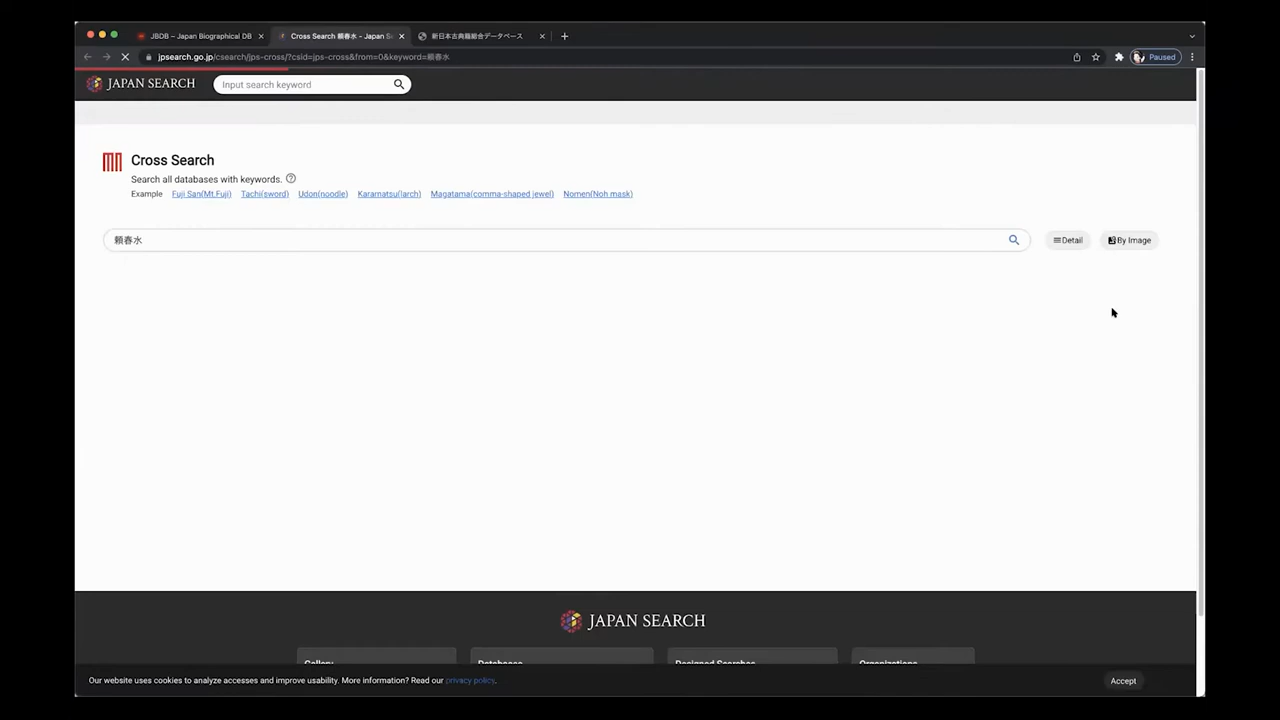 JBDB – Japan Biographical DB
Cross Search 頼春水 - Japan S
新日本古典籍総合データベース
jpsearch.go.jp/csearch/jps-cross/?csid=jps-cross&from=0&keyword=頼春水
Paused
JAPAN SEARCH
Input search keyword
Cross Search
Search all databases with keywords.
Example Fuji San(Mt.Fuji) Tachi(sword) Udon(noodle) Karamatsu(larch) Magatama(comma-shaped jewel) Nomen(Noh mask)
頼春水
Detail
By Image
JAPAN SEARCH
Gallery
Databases
Designed Searches
Organizations
Our website uses cookies to analyze accesses and improve usability. More information? Read our privacy policy.
Accept